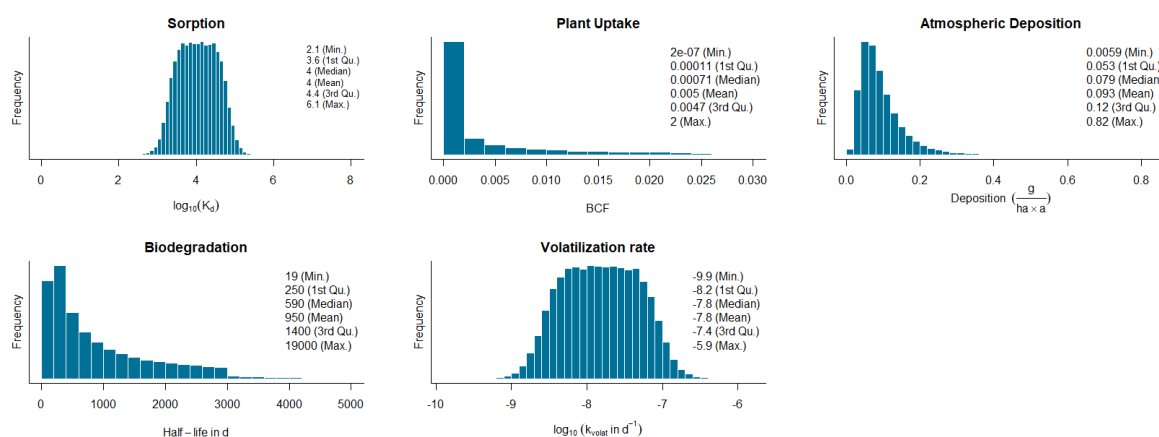 Sorption
Frequency
2.1 (Min.)
3.6 (1st Qu.)
4 (Median)
4 (Mean)
4.4 (3rd Qu.)
6.1 (Max.)
0 2 4 6 8
log₁₀(K_d)
Plant Uptake
Frequency
2e-07 (Min.)
0.00011 (1st Qu.)
0.00071 (Median)
0.005 (Mean)
0.0047 (3rd Qu.)
2 (Max.)
0.000 0.005 0.010 0.015 0.020 0.025 0.030
BCF
Atmospheric Deposition
Frequency
0.0059 (Min.)
0.053 (1st Qu.)
0.079 (Median)
0.093 (Mean)
0.12 (3rd Qu.)
0.82 (Max.)
0.0 0.2 0.4 0.6 0.8
Deposition (g / ha × a)
Biodegradation
Frequency
19 (Min.)
250 (1st Qu.)
590 (Median)
950 (Mean)
1400 (3rd Qu.)
19000 (Max.)
0 1000 2000 3000 4000 5000
Half − life in d
Volatilization rate
Frequency
-9.9 (Min.)
-8.2 (1st Qu.)
-7.8 (Median)
-7.8 (Mean)
-7.4 (3rd Qu.)
-5.9 (Max.)
-10 -9 -8 -7 -6
log₁₀ (k_volat in d⁻¹)